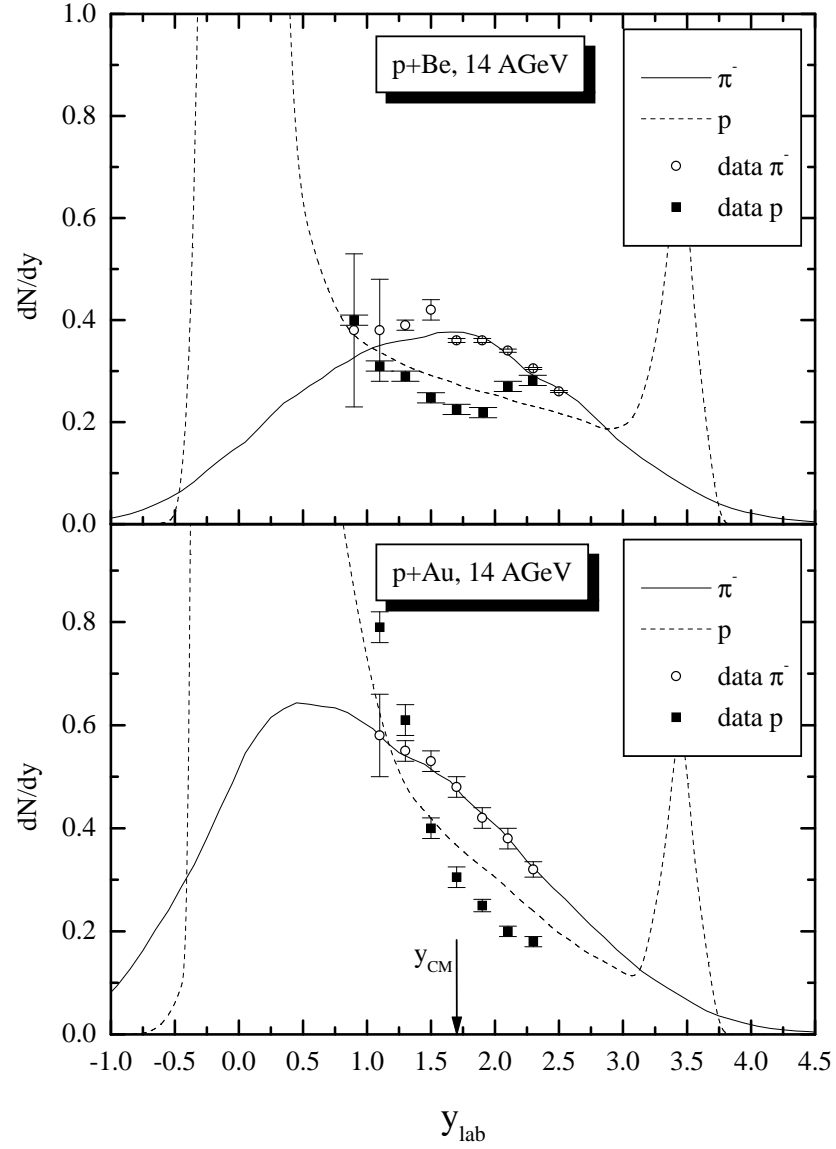 1.0
0.8
0.6
0.4
0.2
0.0
dN/dy
p+Be, 14 AGeV
π⁻
p
data π⁻
data p
0.8
0.6
0.4
0.2
0.0
dN/dy
p+Au, 14 AGeV
π⁻
p
data π⁻
data p
y_CM
-1.0 -0.5 0.0 0.5 1.0 1.5 2.0 2.5 3.0 3.5 4.0 4.5
y_lab